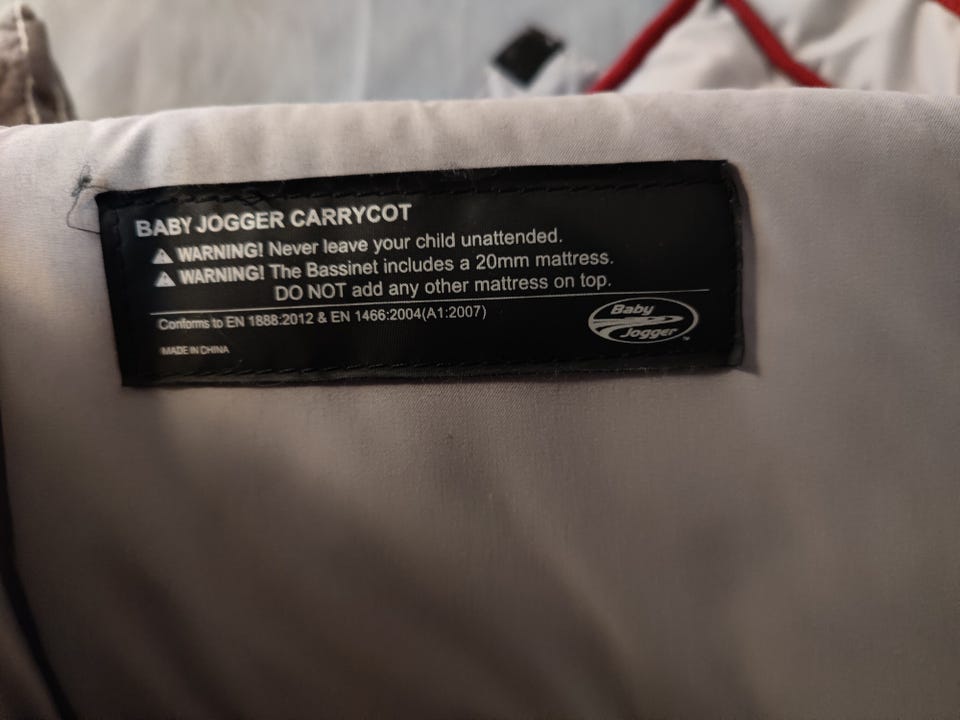 BABY JOGGER CARRYCOT
⚠ WARNING! Never leave your child unattended.
⚠ WARNING! The Bassinet includes a 20mm mattress.
DO NOT add any other mattress on top.
Conforms to EN 1888:2012 & EN 1466:2004(A1:2007)
MADE IN CHINA
Baby
Jogger™